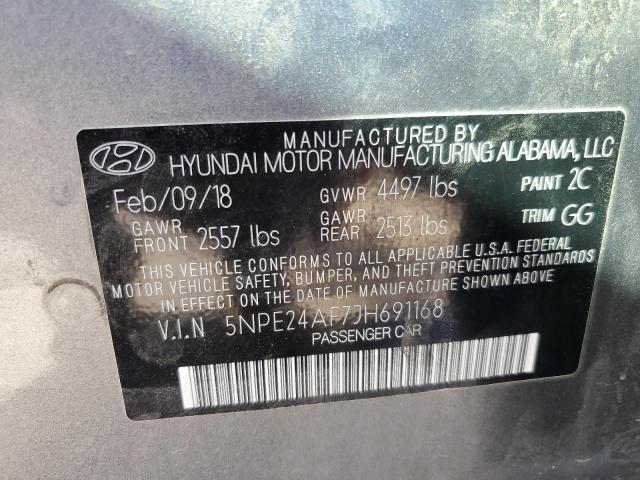 MANUFACTURED BY
HYUNDAI MOTOR MANUFACTURING ALABAMA, LLC
Feb/09/18 GVWR 4497 lbs PAINT 2C
GAWR FRONT 2557 lbs GAWR REAR 2513 lbs TRIM GG
THIS VEHICLE CONFORMS TO ALL APPLICABLE U.S.A. FEDERAL
MOTOR VEHICLE SAFETY, BUMPER, AND THEFT PREVENTION STANDARDS
IN EFFECT ON THE DATE OF MANUFACTURE SHOWN ABOVE.
V.I.N 5NPE24AF7JH691168
PASSENGER CAR